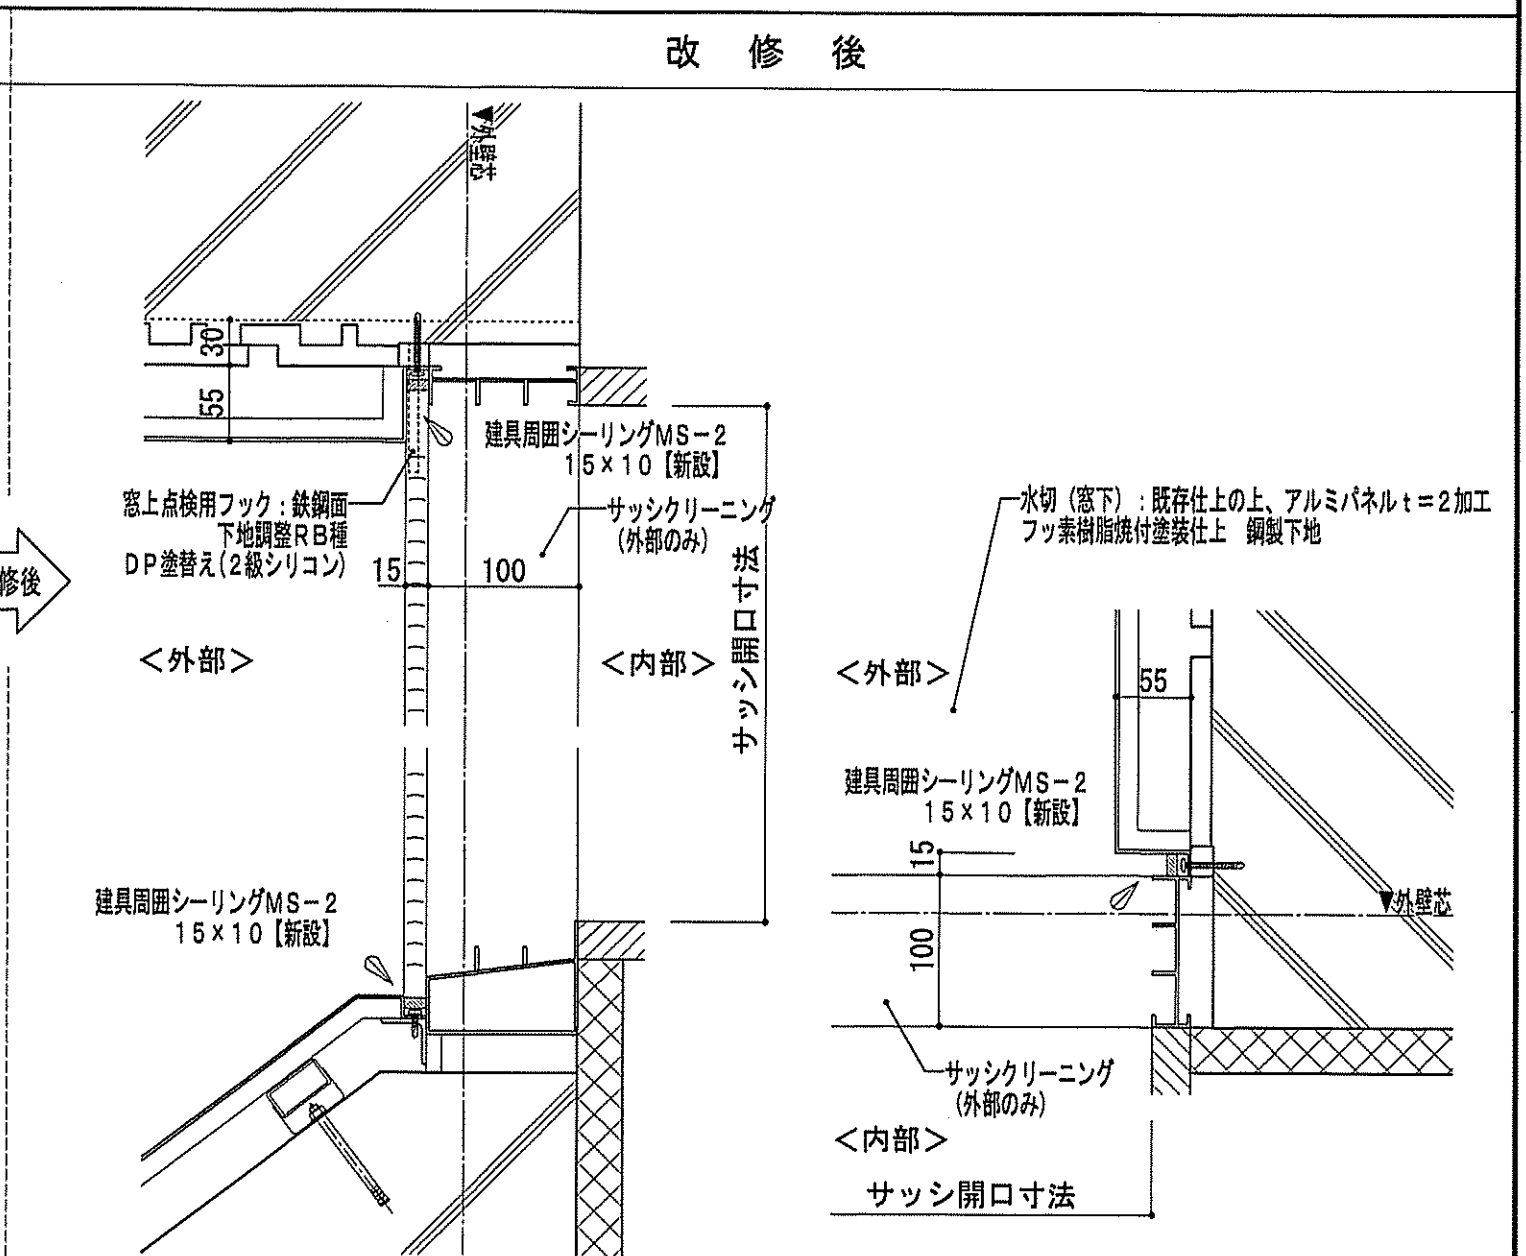 改修後
▼外壁芯
30
55
建具周囲シーリングMS-2
15×10【新設】
窓上点検用フック:鉄鋼面
下地調整RB種
DP塗替え(2級シリコン)
サッシクリーニング
(外部のみ)
15
100
サッシ開口寸法
修後
<外部>
<内部>
建具周囲シーリングMS-2
15×10【新設】
水切(窓下):既存仕上の上、アルミパネルt=2加工
フッ素樹脂焼付塗装仕上 鋼製下地
<外部>
55
建具周囲シーリングMS-2
15×10【新設】
15
▼外壁芯
100
サッシクリーニング
(外部のみ)
<内部>
サッシ開口寸法